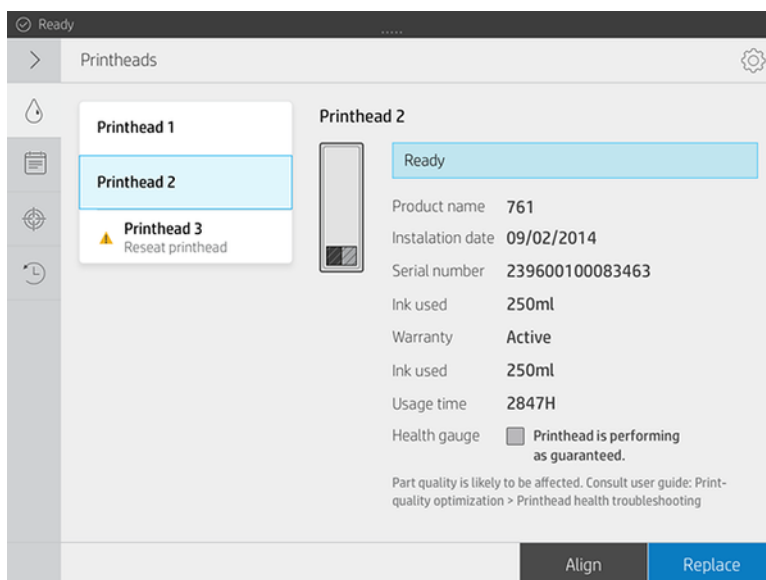 Ready
Printheads
Printhead 1
Printhead 2
Printhead 3
Reseat printhead
Printhead 2
Ready
Product name 761
Instalation date 09/02/2014
Serial number 239600100083463
Ink used 250ml
Warranty Active
Ink used 250ml
Usage time 2847H
Health gauge Printhead is performing
as guaranteed.
Part quality is likely to be affected. Consult user guide: Print-
quality optimization > Printhead health troubleshooting
Align
Replace